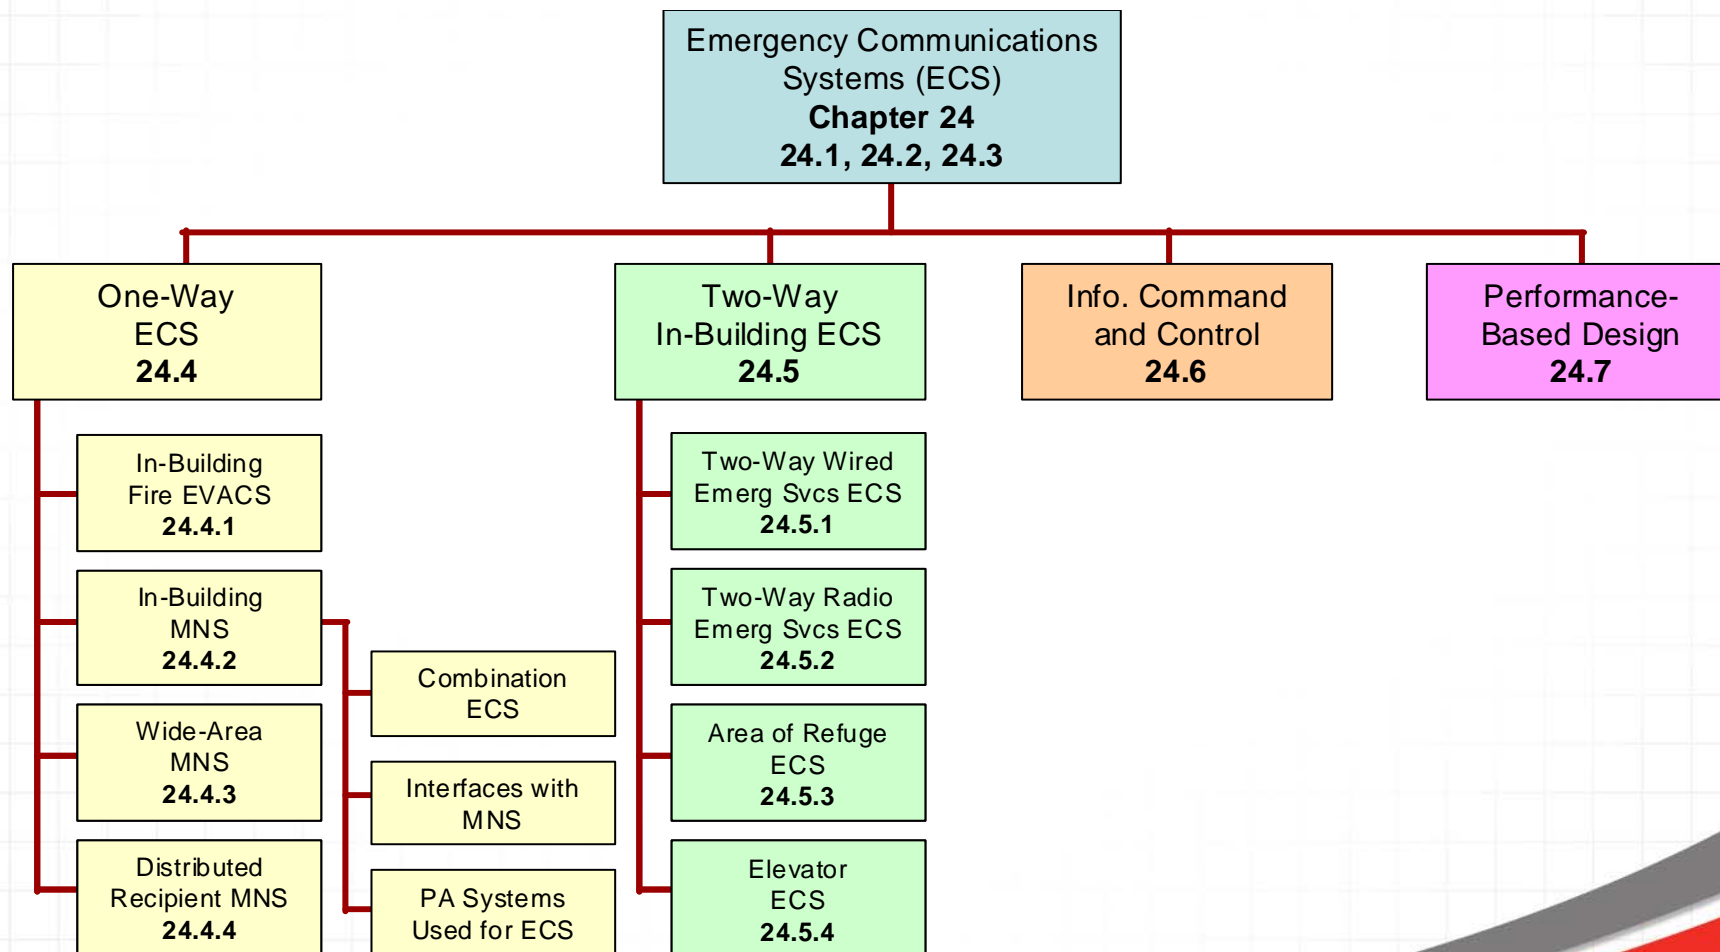 Emergency Communications
Systems (ECS)
Chapter 24
24.1, 24.2, 24.3
One-Way
ECS
24.4
Two-Way
In-Building ECS
24.5
Info. Command
and Control
24.6
Performance-
Based Design
24.7
In-Building
Fire EVACS
24.4.1
In-Building
MNS
24.4.2
Wide-Area
MNS
24.4.3
Distributed
Recipient MNS
24.4.4
Combination
ECS
Interfaces with
MNS
PA Systems
Used for ECS
Two-Way Wired
Emerg Svcs ECS
24.5.1
Two-Way Radio
Emerg Svcs ECS
24.5.2
Area of Refuge
ECS
24.5.3
Elevator
ECS
24.5.4